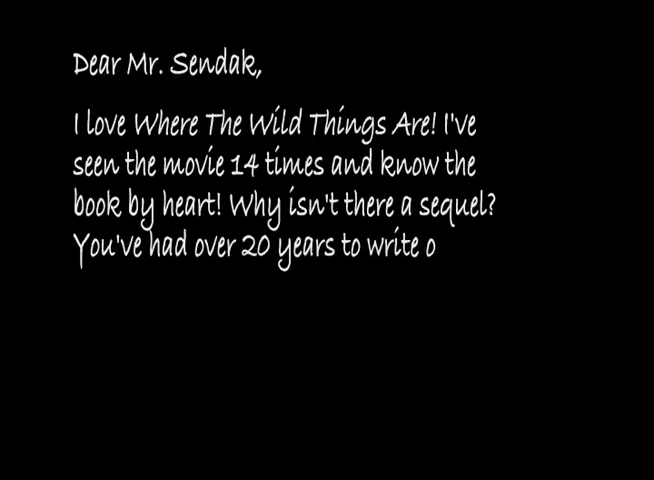 Dear Mr. Sendak,
I love Where The Wild Things Are! I've
seen the movie 14 times and know the
book by heart! Why isn't there a sequel?
You've had over 20 years to write o